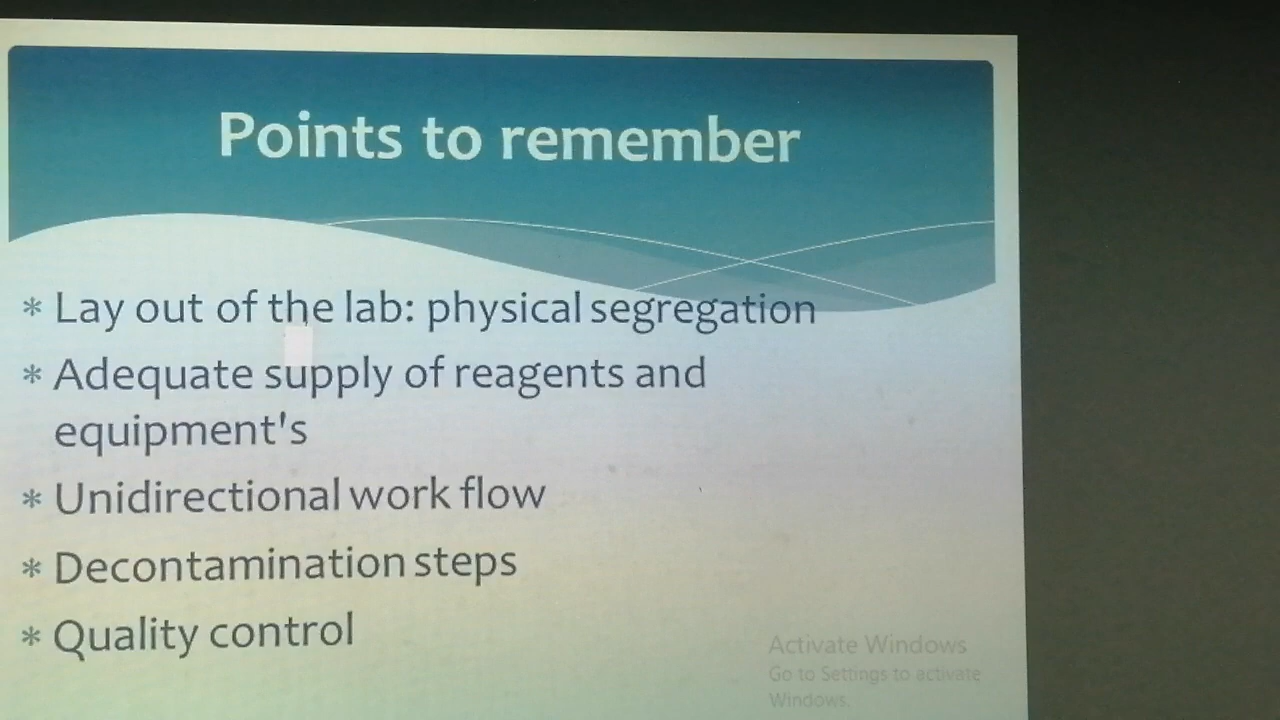 Points to remember
* Lay out of the lab: physical segregation
* Adequate supply of reagents and
equipment's
* Unidirectional work flow
* Decontamination steps
* Quality control
Activate Windows
Go to Settings to activate
Windows.